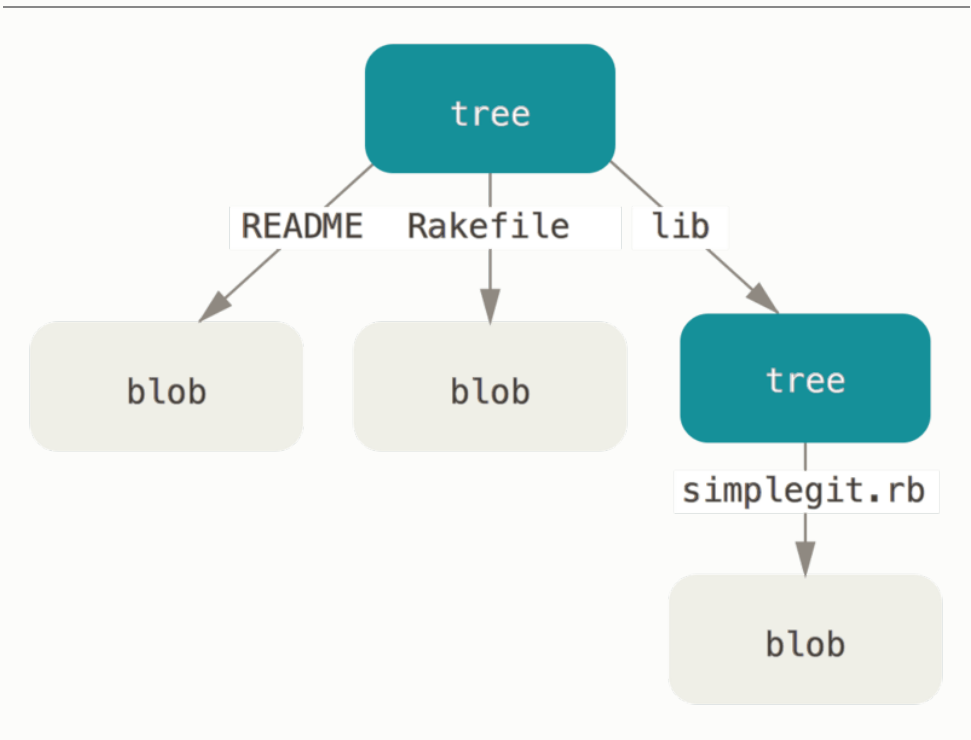 tree
README Rakefile lib
blob blob tree
simplegit.rb
blob